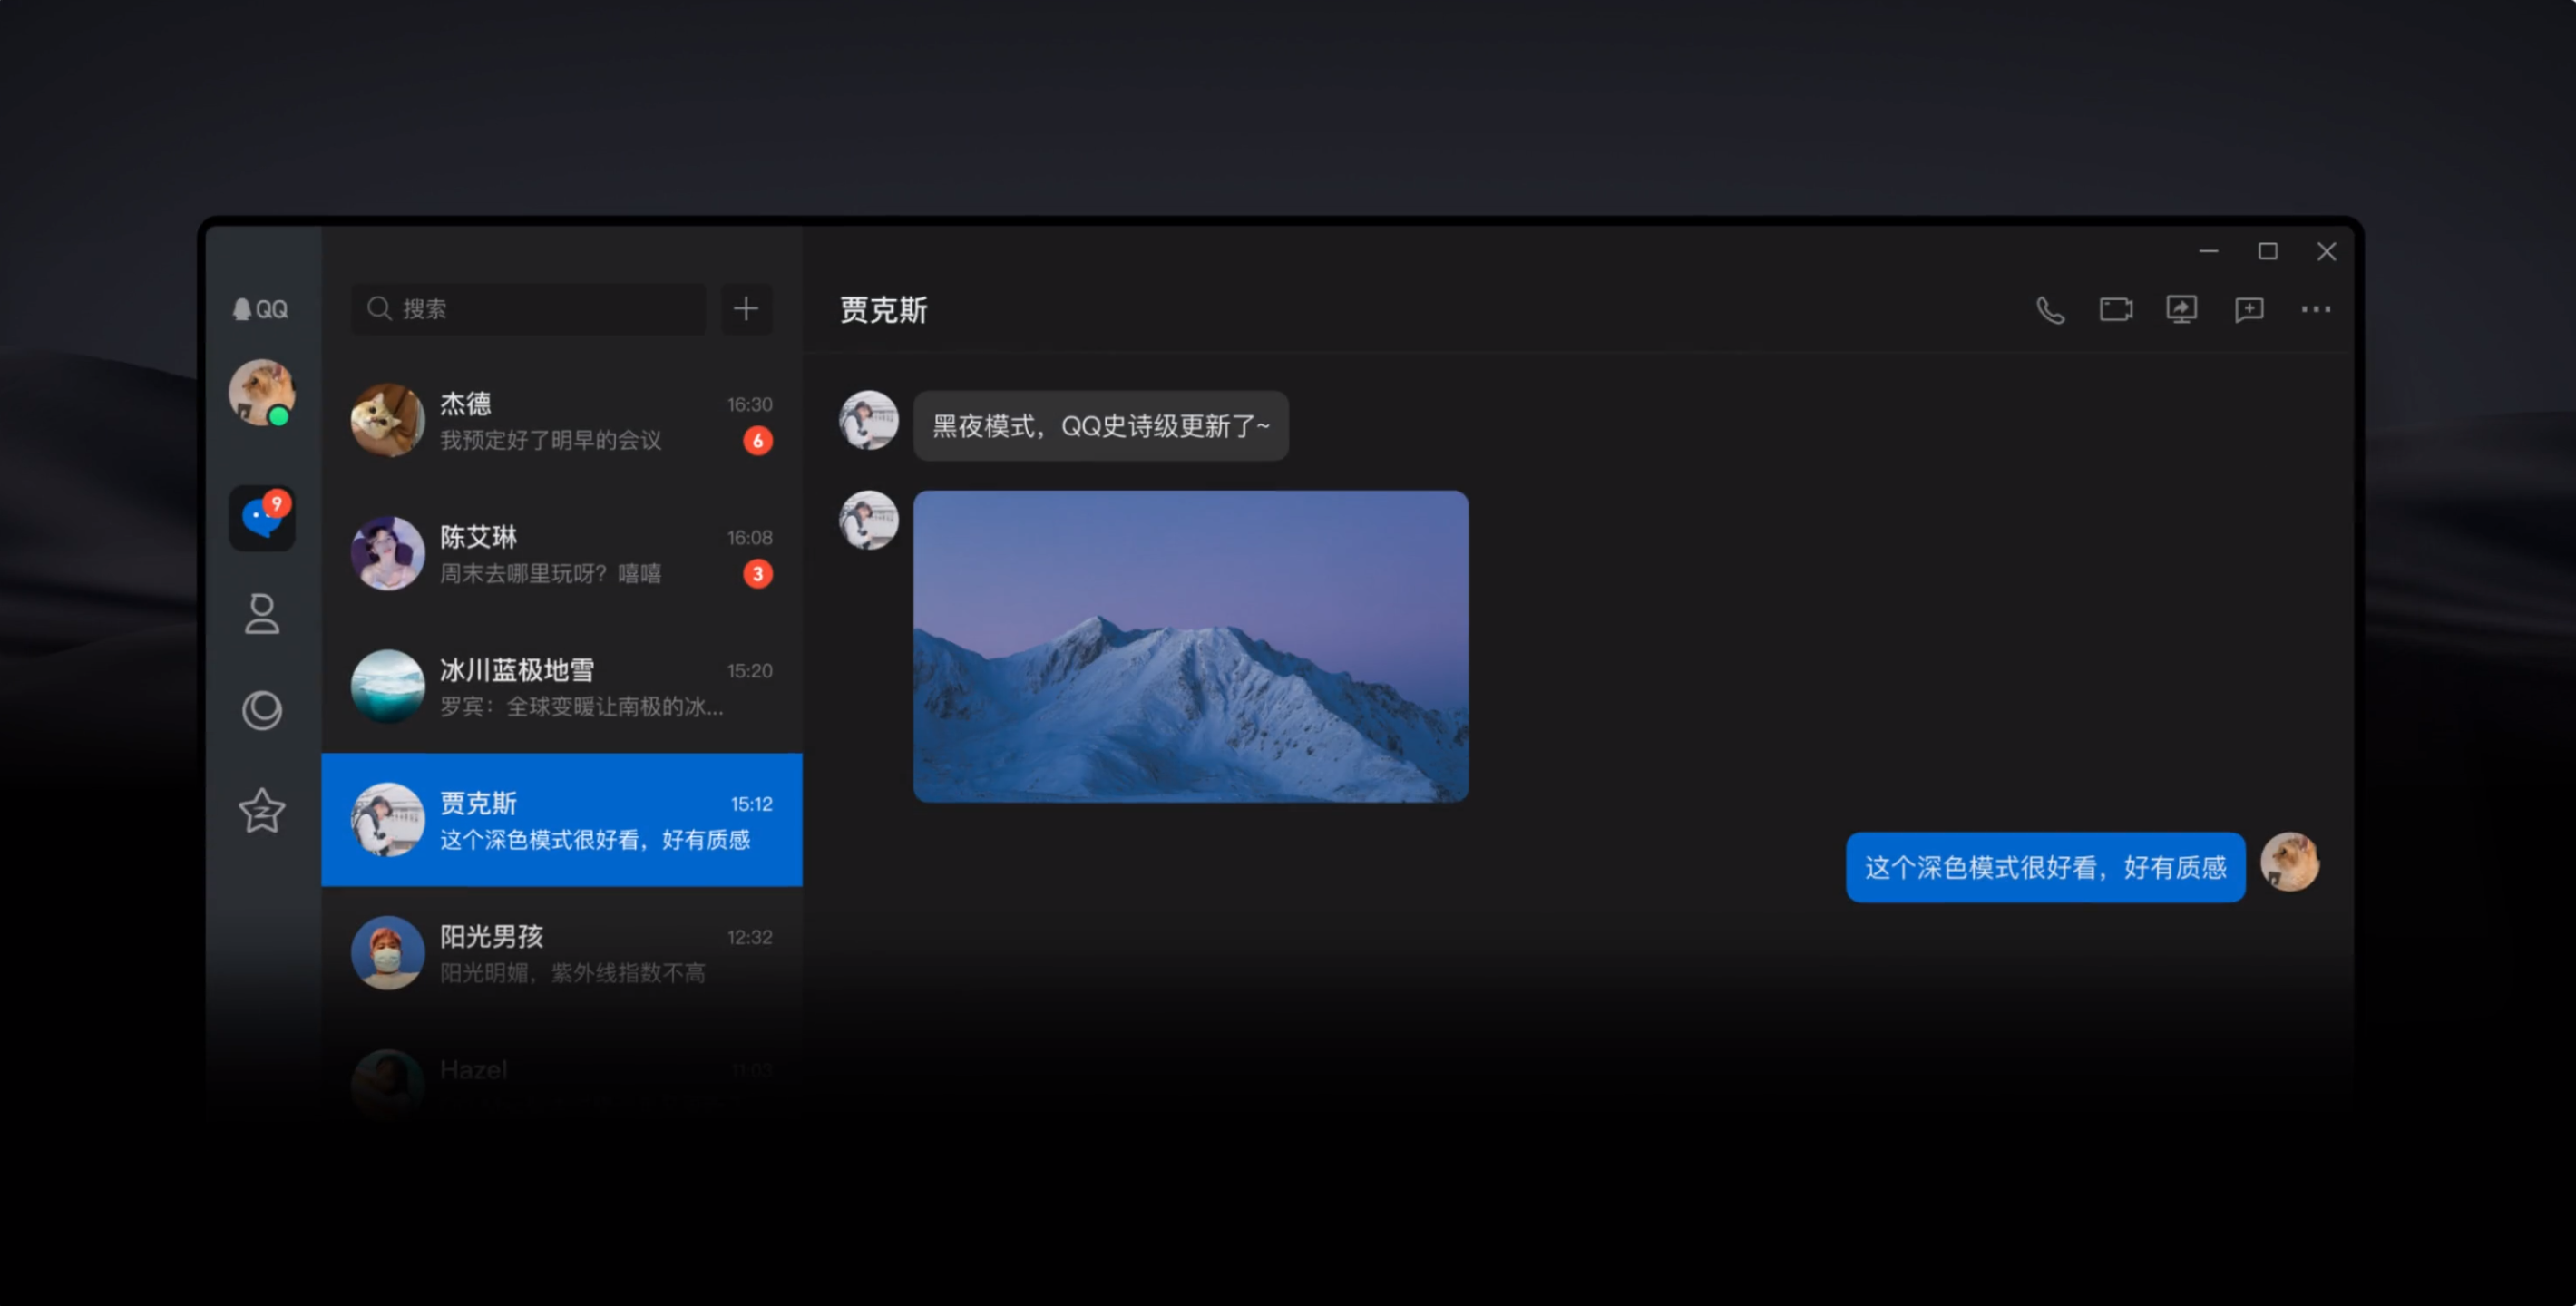 QQ
搜索
9
杰德
16:30
我预定好了明早的会议
6
陈艾琳
16:08
周末去哪里玩呀？嘻嘻
3
冰川蓝极地雪
15:20
罗宾：全球变暖让南极的冰...
贾克斯
15:12
这个深色模式很好看，好有质感
阳光男孩
12:32
阳光明媚，紫外线指数不高
Hazel
11:03
贾克斯
黑夜模式，QQ史诗级更新了~
这个深色模式很好看，好有质感